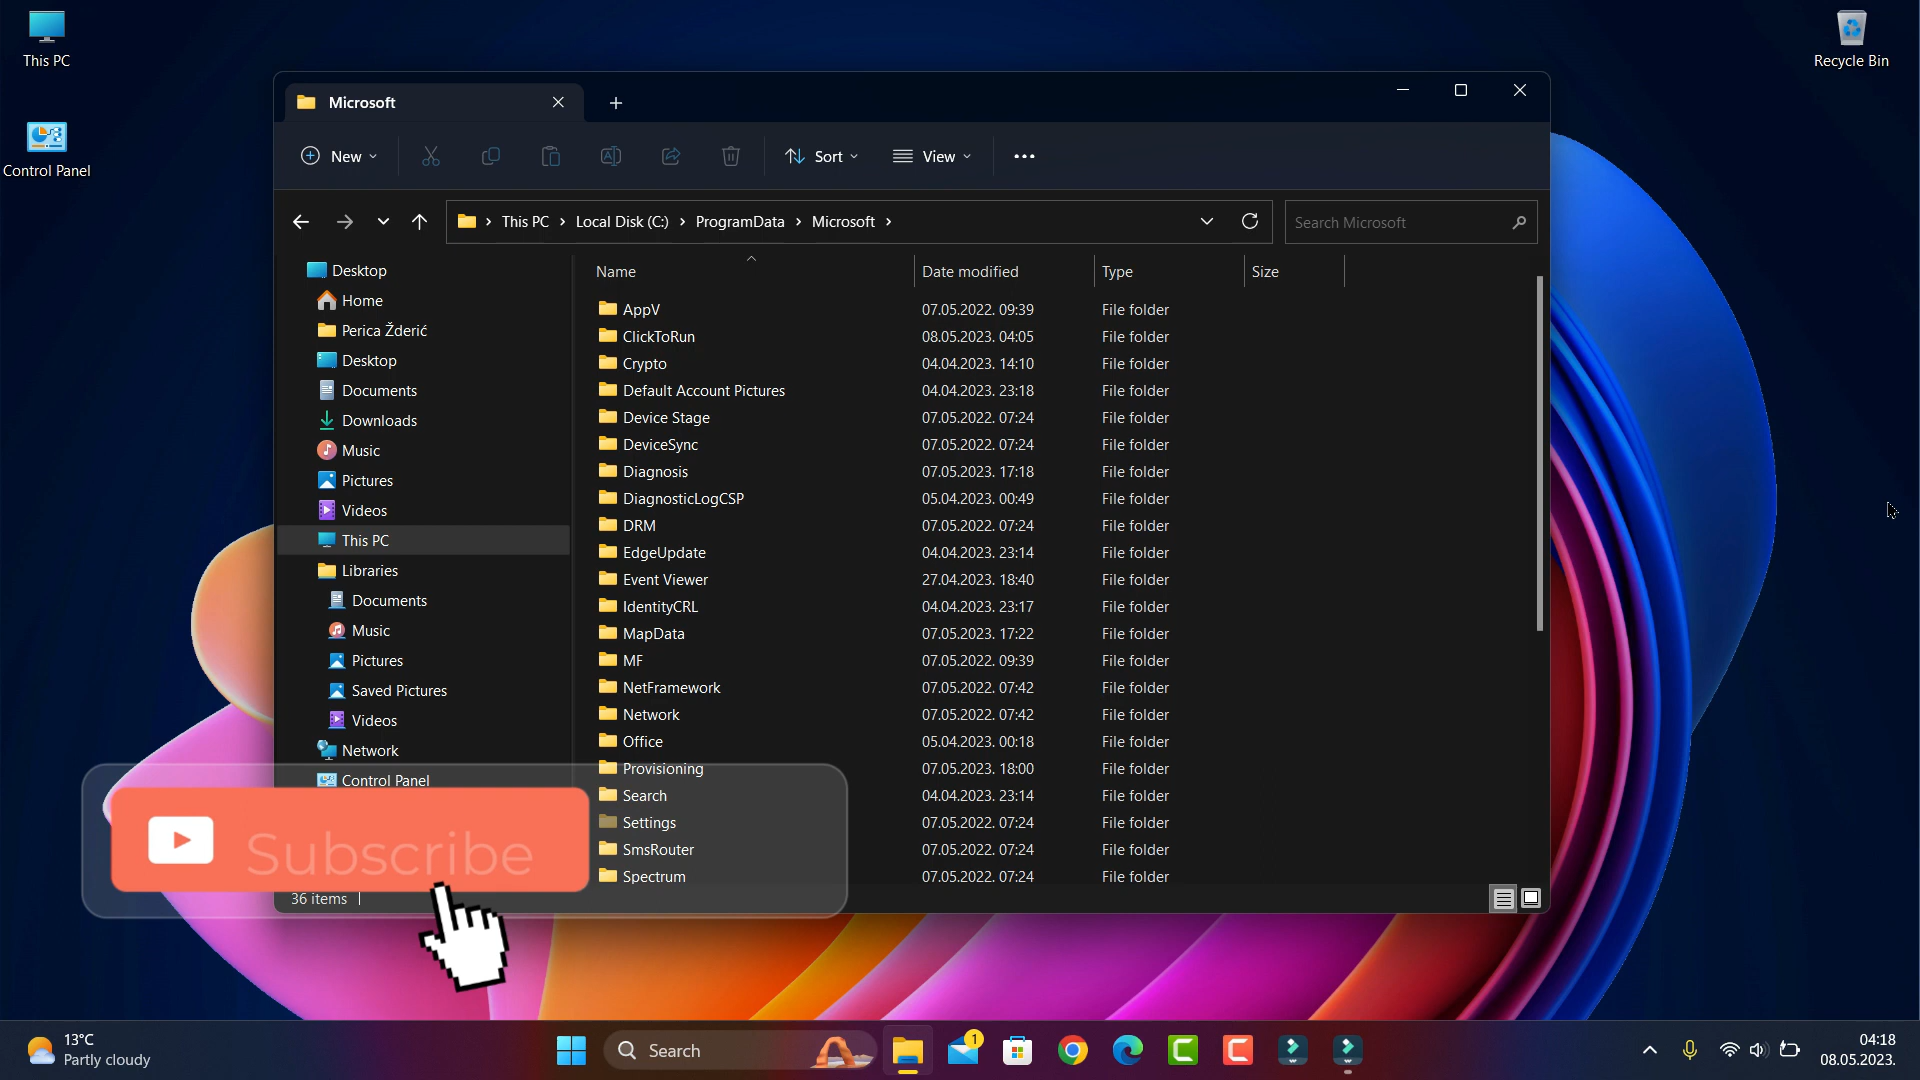 This PC
Recycle Bin
Control Panel
Microsoft
New
Sort
View
This PC
Local Disk (C:)
ProgramData
Microsoft
Search Microsoft
Desktop
Home
Perica Žderić
Desktop
Documents
Downloads
Music
Pictures
Videos
This PC
Libraries
Documents
Music
Pictures
Saved Pictures
Videos
Network
Control Panel
Name Date modified Type Size
AppV 07.05.2022. 09:39 File folder
ClickToRun 08.05.2023. 04:05 File folder
Crypto 04.04.2023. 14:10 File folder
Default Account Pictures 04.04.2023. 23:18 File folder
Device Stage 07.05.2022. 07:24 File folder
DeviceSync 07.05.2022. 07:24 File folder
Diagnosis 07.05.2023. 17:18 File folder
DiagnosticLogCSP 05.04.2023. 00:49 File folder
DRM 07.05.2022. 07:24 File folder
EdgeUpdate 04.04.2023. 23:14 File folder
Event Viewer 27.04.2023. 18:40 File folder
IdentityCRL 04.04.2023. 23:17 File folder
MapData 07.05.2023. 17:22 File folder
MF 07.05.2022. 09:39 File folder
NetFramework 07.05.2022. 07:42 File folder
Network 07.05.2022. 07:42 File folder
Office 05.04.2023. 00:18 File folder
Provisioning 07.05.2023. 18:00 File folder
Search 04.04.2023. 23:14 File folder
Settings 07.05.2022. 07:24 File folder
SmsRouter 07.05.2022. 07:24 File folder
Spectrum 07.05.2022. 07:24 File folder
Subscribe
36 items
13°C
Partly cloudy
Search
1
04:18
08.05.2023.